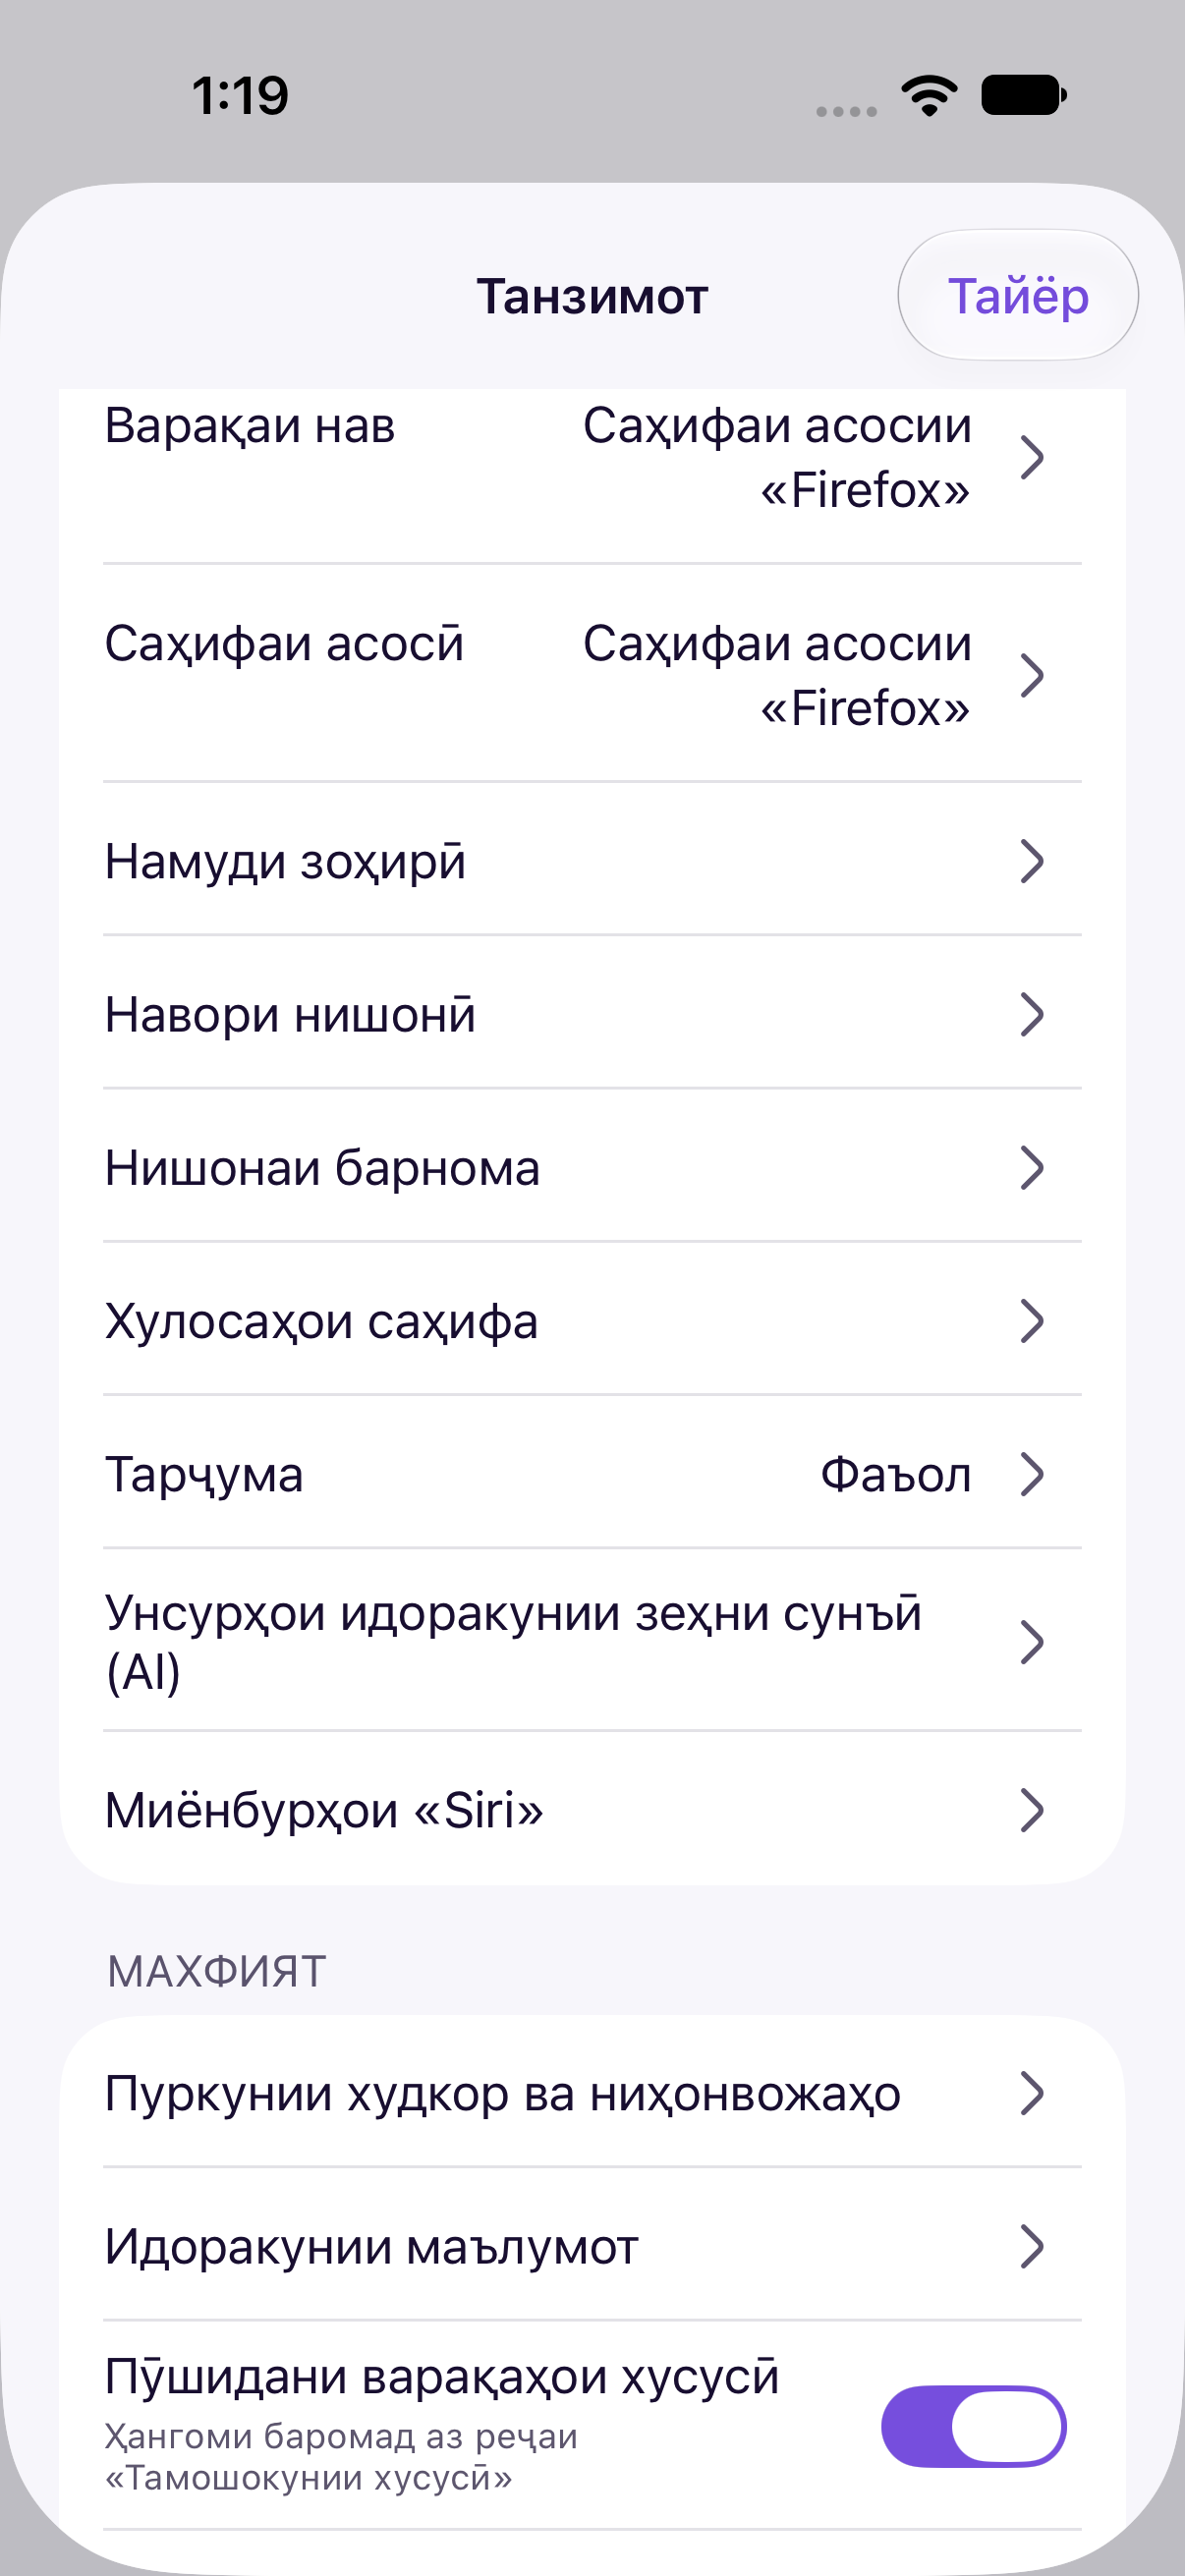 1:19
Танзимот
Тайёр
Варақаи нав
Саҳифаи асосии
«Firefox»
Саҳифаи асосӣ
Саҳифаи асосии
«Firefox»
Намуди зоҳирӣ
Навори нишонӣ
Нишонаи барнома
Хулосаҳои саҳифа
Тарҷума
Фаъол
Унсурҳои идоракунии зеҳни сунъӣ
(AI)
Миёнбурҳои «Siri»
МАХФИЯТ
Пуркунии худкор ва ниҳонвожаҳо
Идоракунии маълумот
Пӯшидани варақаҳои хусусӣ
Ҳангоми баромад аз реҷаи
«Тамошокунии хусусӣ»